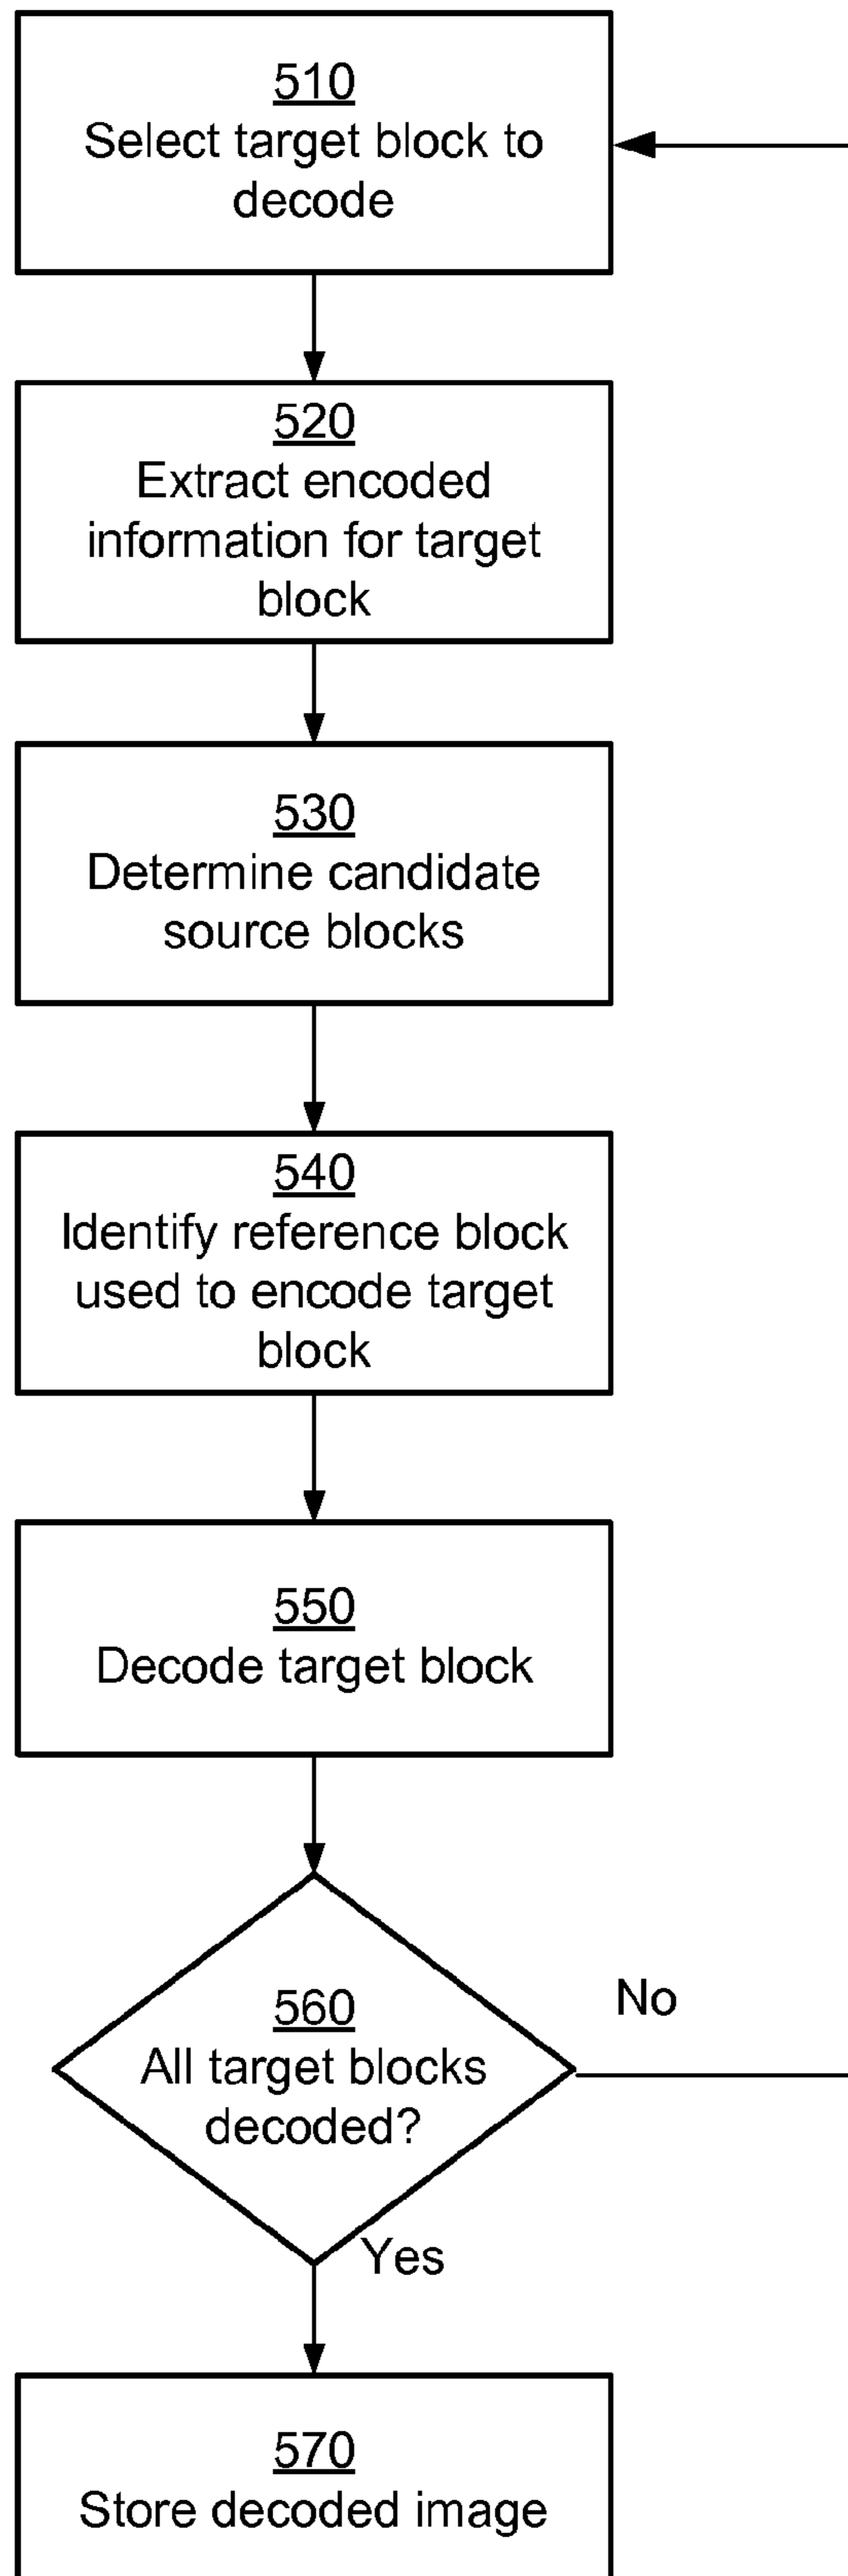 510
Select target block to
decode
520
Extract encoded
information for target
block
530
Determine candidate
source blocks
540
Identify reference block
used to encode target
block
550
Decode target block
560
All target blocks
decoded?
No
Yes
570
Store decoded image